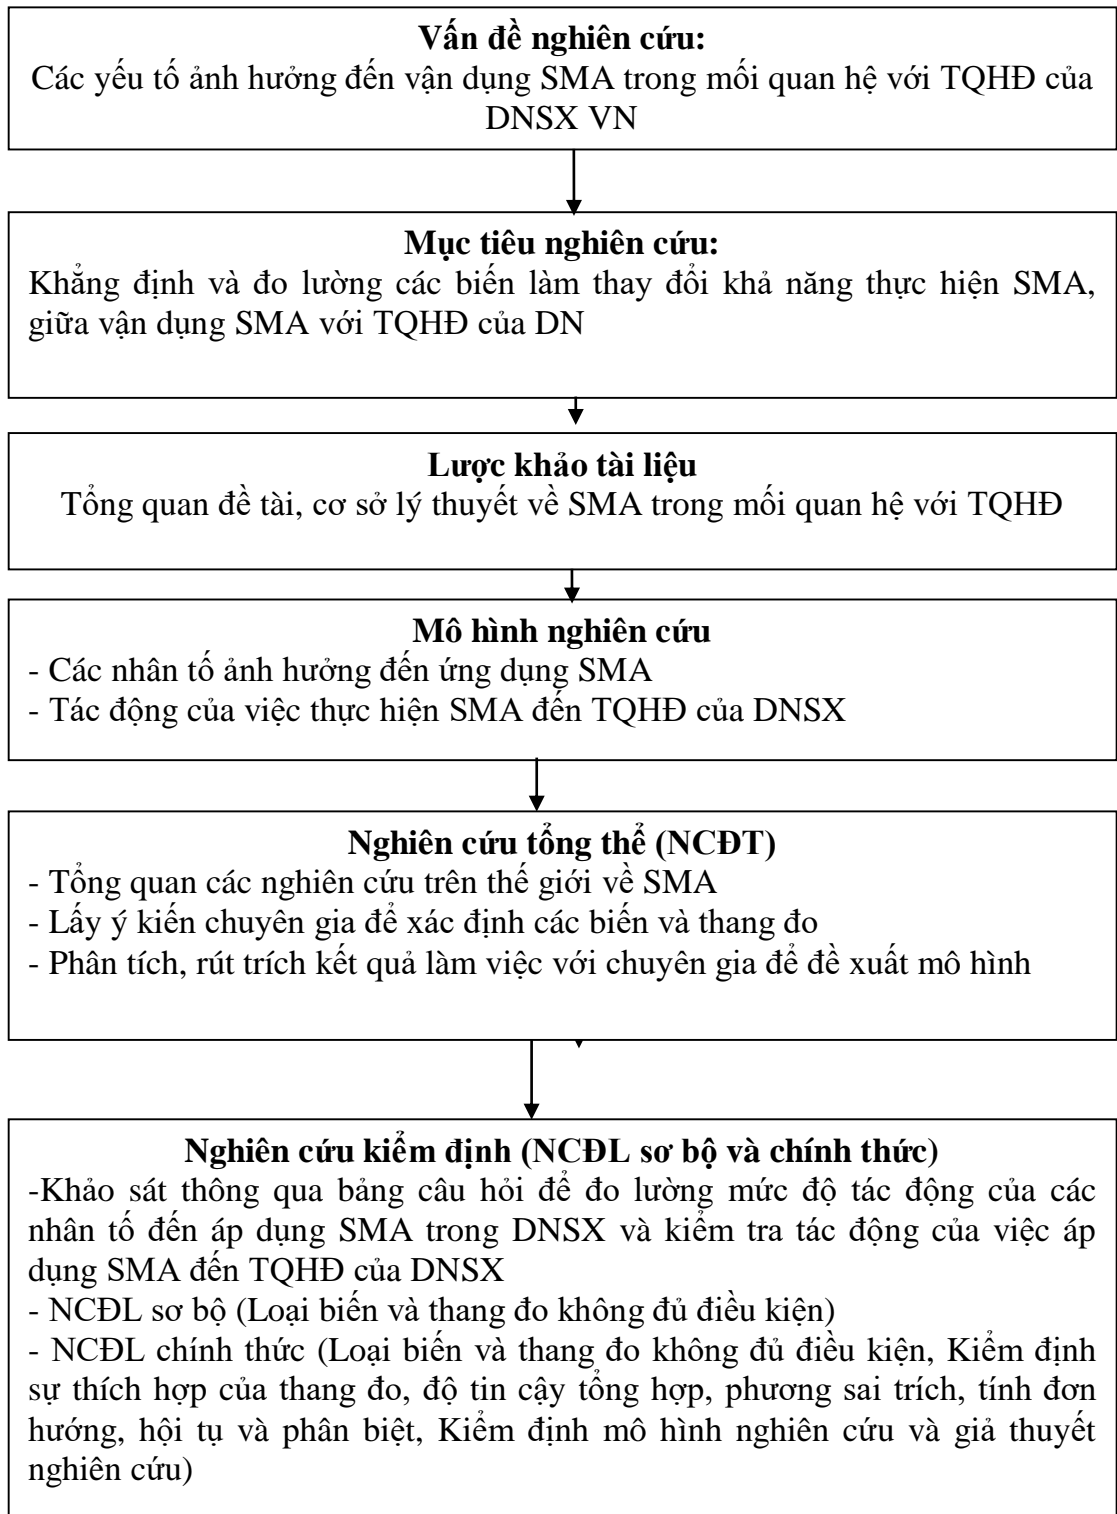 Vấn đề nghiên cứu:
Các yếu tố ảnh hưởng đến vận dụng SMA trong mối quan hệ với TQHĐ của
DNSX VN
Mục tiêu nghiên cứu:
Khẳng định và đo lường các biến làm thay đổi khả năng thực hiện SMA,
giữa vận dụng SMA với TQHĐ của DN
Lược khảo tài liệu
Tổng quan đề tài, cơ sở lý thuyết về SMA trong mối quan hệ với TQHĐ
Mô hình nghiên cứu
- Các nhân tố ảnh hưởng đến ứng dụng SMA
- Tác động của việc thực hiện SMA đến TQHĐ của DNSX
Nghiên cứu tổng thể (NCĐT)
- Tổng quan các nghiên cứu trên thế giới về SMA
- Lấy ý kiến chuyên gia để xác định các biến và thang đo
- Phân tích, rút trích kết quả làm việc với chuyên gia để đề xuất mô hình
Nghiên cứu kiểm định (NCĐL sơ bộ và chính thức)
-Khảo sát thông qua bảng câu hỏi để đo lường mức độ tác động của các
nhân tố đến áp dụng SMA trong DNSX và kiểm tra tác động của việc áp
dụng SMA đến TQHĐ của DNSX
- NCĐL sơ bộ (Loại biến và thang đo không đủ điều kiện)
- NCĐL chính thức (Loại biến và thang đo không đủ điều kiện, Kiểm định
sự thích hợp của thang đo, độ tin cậy tổng hợp, phương sai trích, tính đơn
hướng, hội tụ và phân biệt, Kiểm định mô hình nghiên cứu và giả thuyết
nghiên cứu)